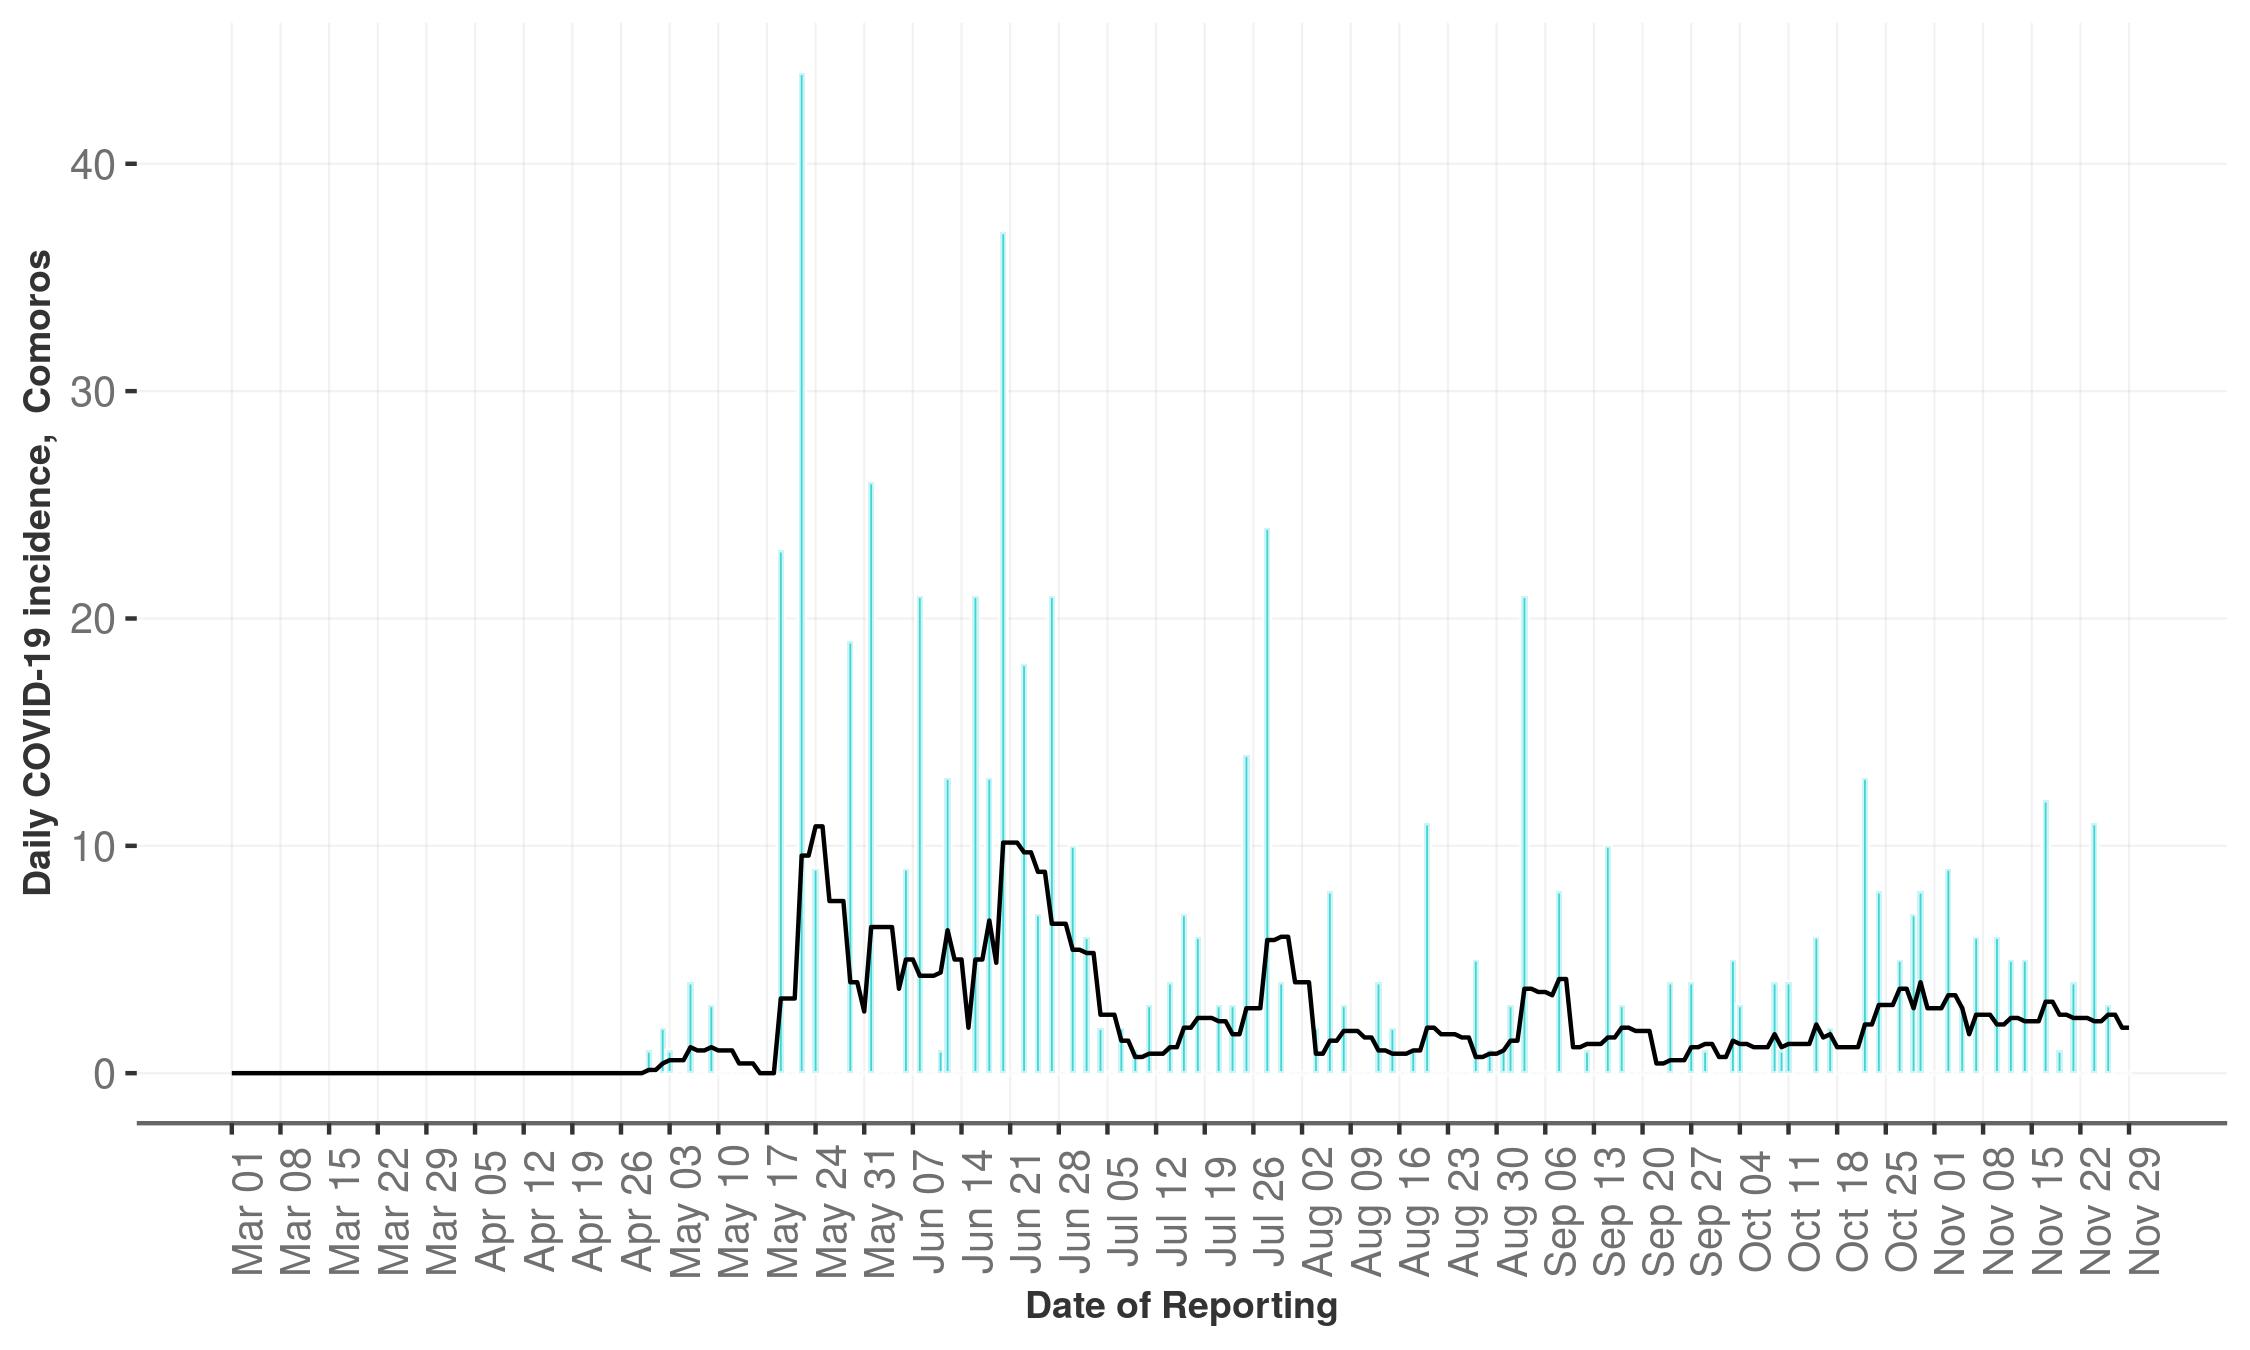 Daily COVID-19 incidence,  Comoros
40
30
20
10
0
Mar 01
Mar 08
Mar 15
Mar 22
Mar 29
Apr 05
Apr 12
Apr 19
Apr 26
May 03
May 10
May 17
May 24
May 31
Jun 07
Jun 14
Jun 21
Jun 28
Jul 05
Jul 12
Jul 19
Jul 26
Aug 02
Aug 09
Aug 16
Aug 23
Aug 30
Sep 06
Sep 13
Sep 20
Sep 27
Oct 04
Oct 11
Oct 18
Oct 25
Nov 01
Nov 08
Nov 15
Nov 22
Nov 29
Date of Reporting